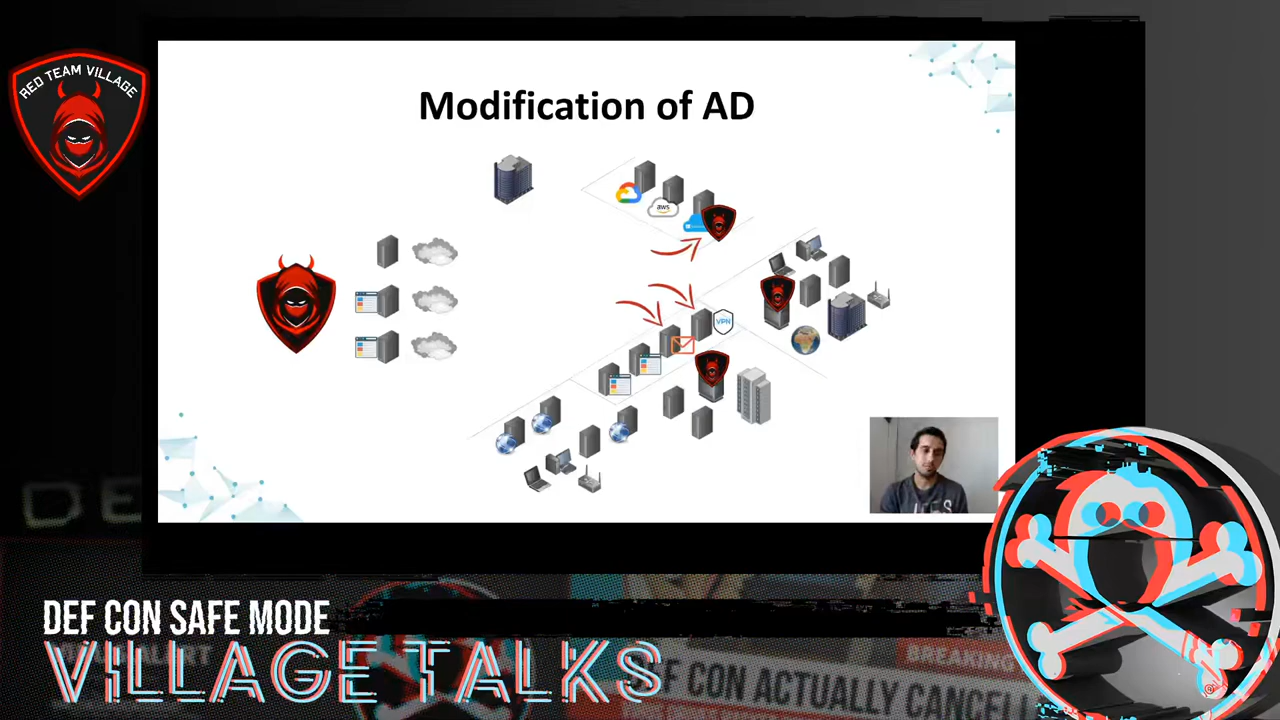 RED TEAM VILLAGE
Modification of AD
aws
VPN
DEF CON SAFE MODE
VILLAGE TALKS
BREAKING
DEF CON ACTUALLY CANCEL